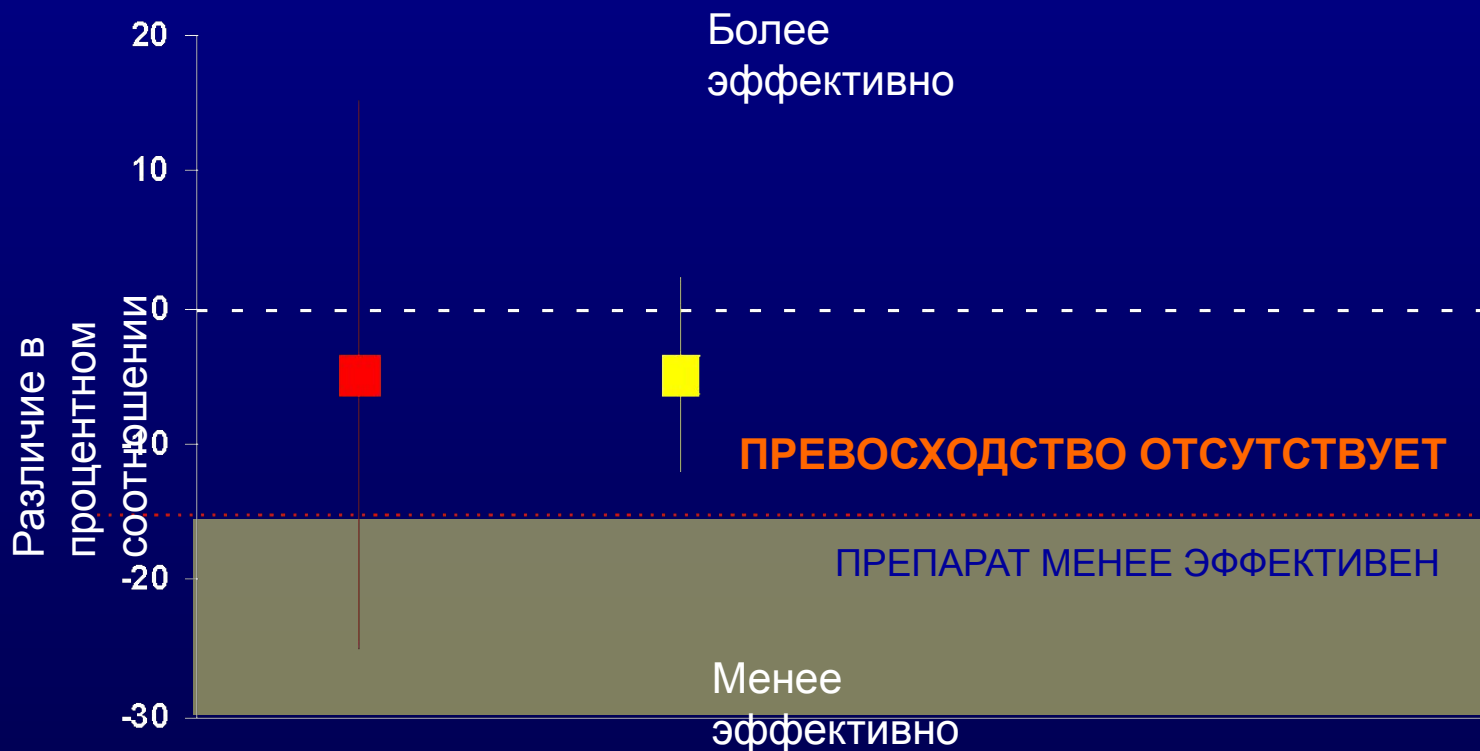 Более
эффективно
20
10
0
-10
-20
-30
Различие в
процентном
соотношении
ПРЕВОСХОДСТВО ОТСУТСТВУЕТ
ПРЕПАРАТ МЕНЕЕ ЭФФЕКТИВЕН
Менее
эффективно